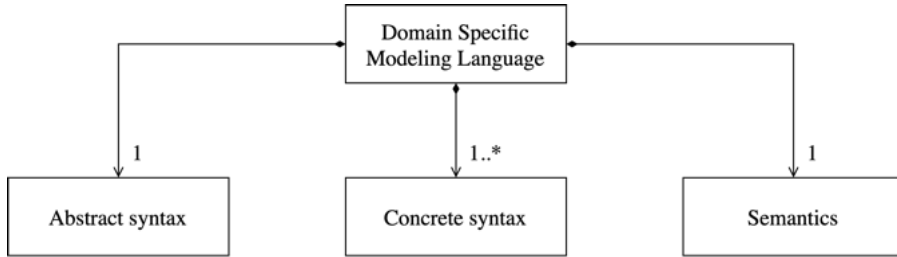 Domain Specific
Modeling Language
1
1..*
1
Abstract syntax
Concrete syntax
Semantics